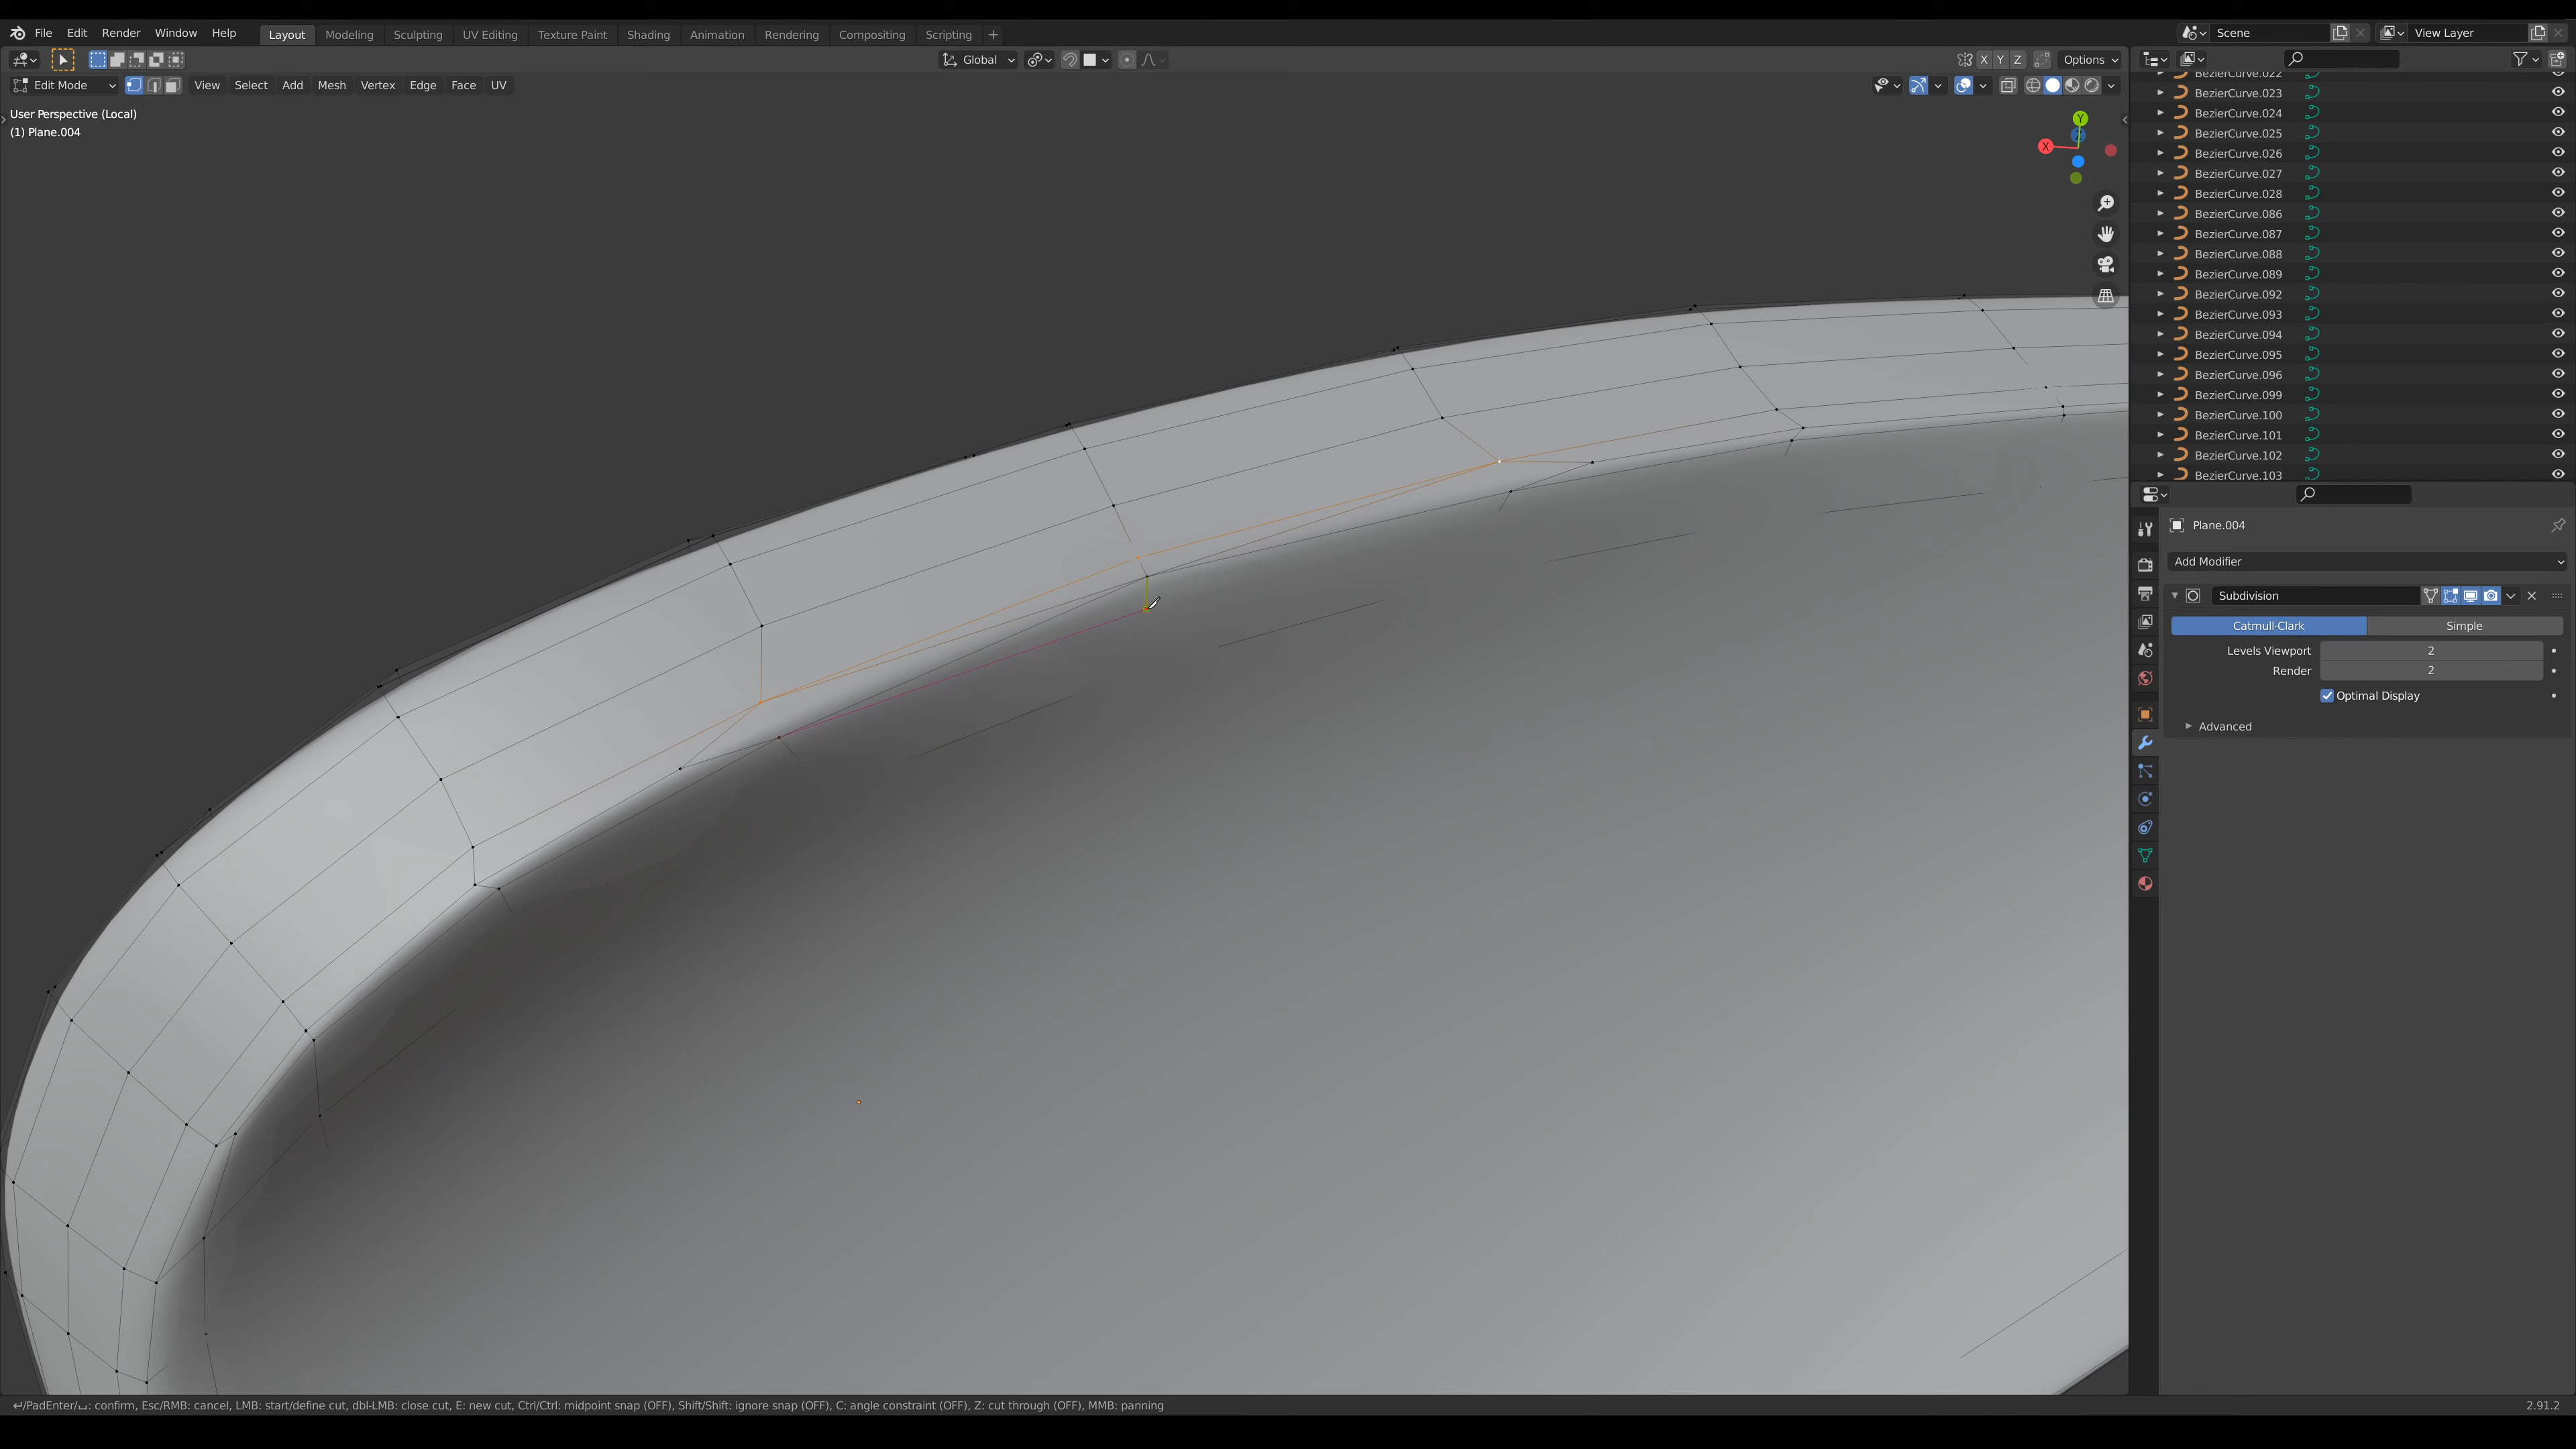 File Edit Render Window Help Layout Modeling Sculpting UV Editing Texture Paint Shading Animation Rendering Compositing Scripting + Scene View Layer
Global X Y Z Options
Edit Mode View Select Add Mesh Vertex Edge Face UV
User Perspective (Local)
(1) Plane.004
Y
X
BezierCurve.022
BezierCurve.023
BezierCurve.024
BezierCurve.025
BezierCurve.026
BezierCurve.027
BezierCurve.028
BezierCurve.086
BezierCurve.087
BezierCurve.088
BezierCurve.089
BezierCurve.092
BezierCurve.093
BezierCurve.094
BezierCurve.095
BezierCurve.096
BezierCurve.099
BezierCurve.100
BezierCurve.101
BezierCurve.102
BezierCurve.103
Plane.004
Add Modifier
Subdivision
Catmull-Clark Simple
Levels Viewport 2
Render 2
Optimal Display
Advanced
↵/PadEnter/⎵: confirm, Esc/RMB: cancel, LMB: start/define cut, dbl-LMB: close cut, E: new cut, Ctrl/Ctrl: midpoint snap (OFF), Shift/Shift: ignore snap (OFF), C: angle constraint (OFF), Z: cut through (OFF), MMB: panning 2.91.2